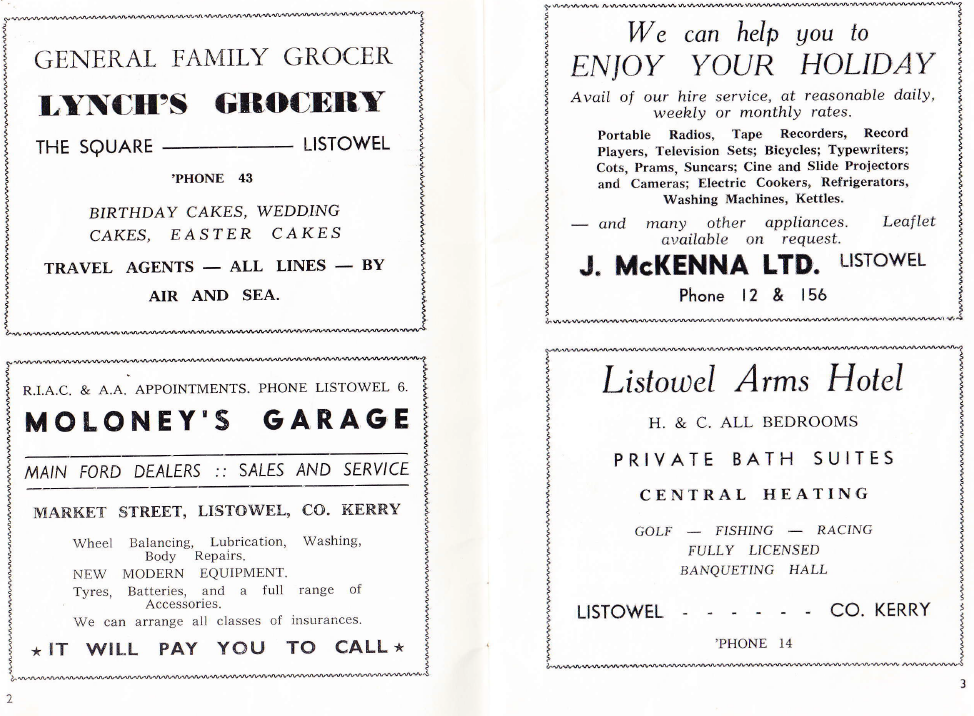 GENERAL FAMILY GROCER
LYNCH'S GROCERY
THE SQUARE ——————— LISTOWEL
'PHONE 43
BIRTHDAY CAKES, WEDDING
CAKES, EASTER CAKES
TRAVEL AGENTS — ALL LINES — BY
AIR AND SEA.
R.I.A.C. & A.A. APPOINTMENTS. PHONE LISTOWEL 6.
MOLONEY'S GARAGE
MAIN FORD DEALERS :: SALES AND SERVICE
MARKET STREET, LISTOWEL, CO. KERRY
Wheel Balancing, Lubrication, Washing,
Body Repairs.
NEW MODERN EQUIPMENT.
Tyres, Batteries, and a full range of
Accessories.
We can arrange all classes of insurances.
★ IT WILL PAY YOU TO CALL ★
2
We can help you to
ENJOY YOUR HOLIDAY
Avail of our hire service, at reasonable daily,
weekly or monthly rates.
Portable Radios, Tape Recorders, Record
Players, Television Sets; Bicycles; Typewriters;
Cots, Prams, Suncars; Cine and Slide Projectors
and Cameras; Electric Cookers, Refrigerators,
Washing Machines, Kettles.
— and many other appliances. Leaflet
available on request.
J. McKENNA LTD. LISTOWEL
Phone 12 & 156
Listowel Arms Hotel
H. & C. ALL BEDROOMS
PRIVATE BATH SUITES
CENTRAL HEATING
GOLF — FISHING — RACING
FULLY LICENSED
BANQUETING HALL
LISTOWEL - - - - - - CO. KERRY
'PHONE 14
3